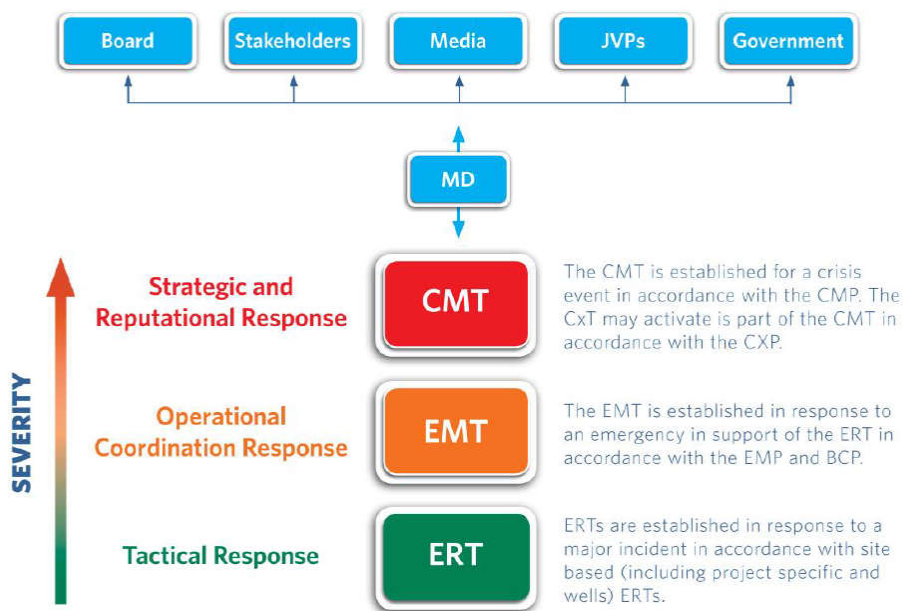 Board
Stakeholders
Media
JVPs
Government
MD
SEVERITY
Strategic and
Reputational Response
CMT
The CMT is established for a crisis
event in accordance with the CMP. The
CxT may activate is part of the CMT in
accordance with the CXP.
Operational
Coordination Response
EMT
The EMT is established in response to
an emergency in support of the ERT in
accordance with the EMP and BCP.
Tactical Response
ERT
ERTs are established in response to a
major incident in accordance with site
based (including project specific and
wells) ERTs.